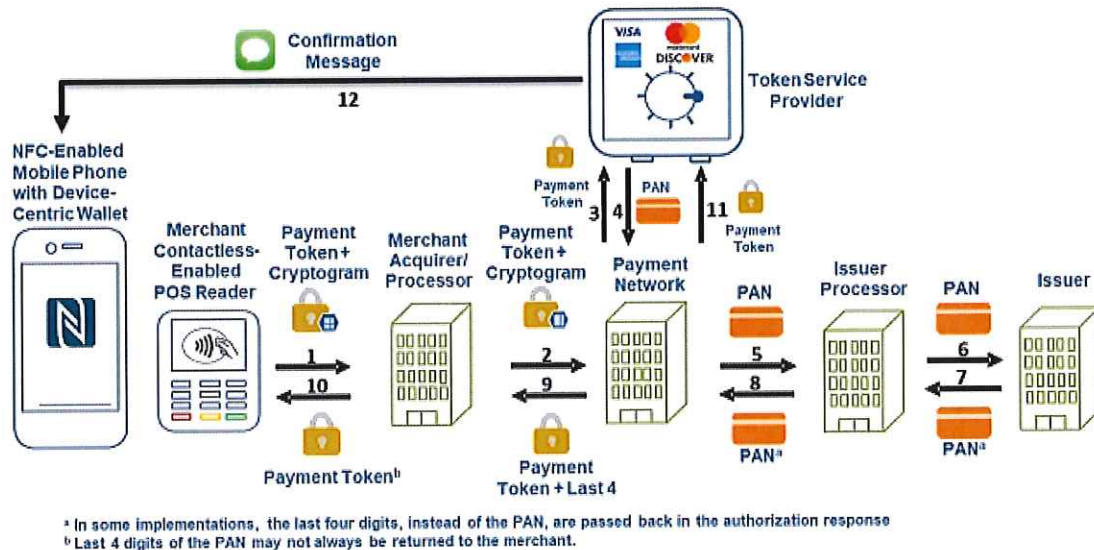 Confirmation
Message
12
VISA
mastercard
DISCOVER
Token Service
Provider
NFC-Enabled
Mobile Phone
with Device-
Centric Wallet
Merchant
Contactless-
Enabled
POS Reader
Payment
Token +
Cryptogram
1
10
Payment Tokenᵇ
Merchant
Acquirer/
Processor
Payment
Token +
Cryptogram
2
9
Payment
Token + Last 4
Payment
Token
3
4
PAN
11
Payment
Token
Payment
Network
PAN
5
8
PANᵃ
Issuer
Processor
PAN
6
7
PANᵃ
Issuer
ᵃ In some implementations, the last four digits, instead of the PAN, are passed back in the authorization response
ᵇ Last 4 digits of the PAN may not always be returned to the merchant.